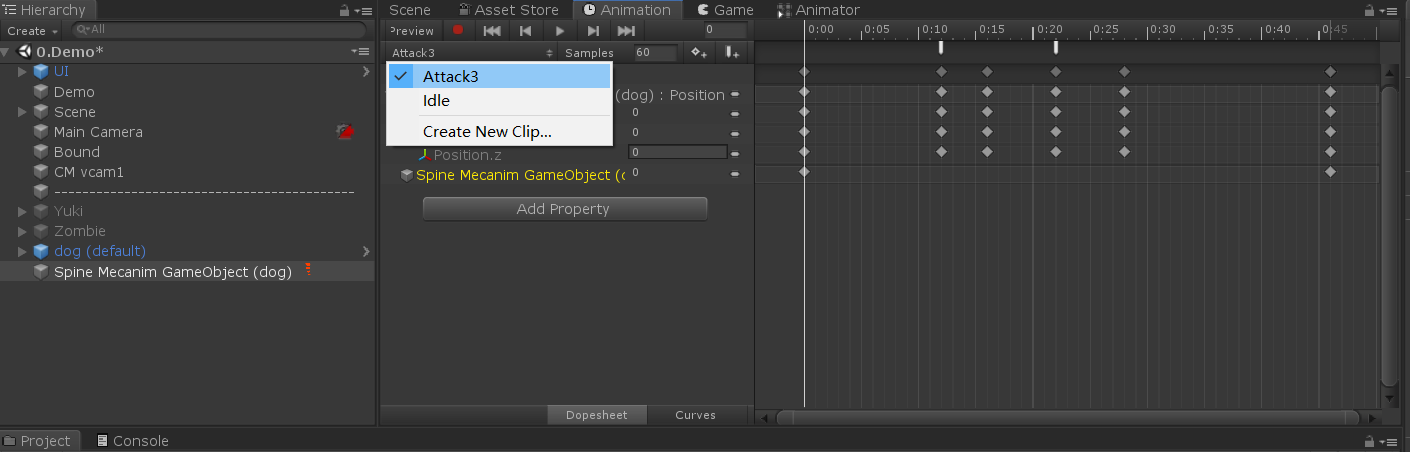 Hierarchy
Scene
Asset Store
Animation
Game
Animator
Create
All
Preview
0
0:00
0:05
0:10
0:15
0:20
0:25
0:30
0:35
0:40
0:45
0.Demo*
Attack3
Samples
60
UI
Attack3
Demo
Idle
(dog) : Position
Scene
0
Main Camera
Create New Clip...
0
Bound
Position.z
0
CM vcam1
Spine Mecanim GameObject (d
0
-----------------------------------------
Yuki
Add Property
Zombie
dog (default)
Spine Mecanim GameObject (dog)
Dopesheet
Curves
Project
Console